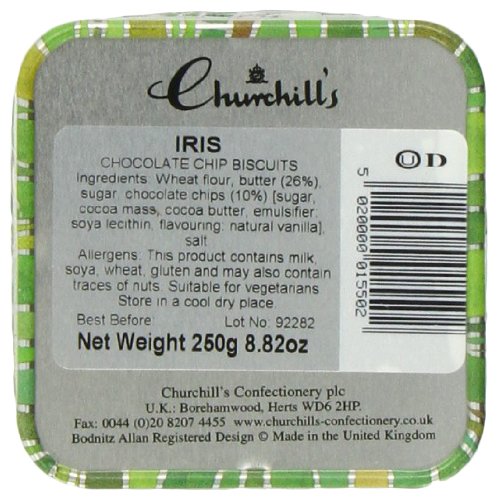 Churchill's
IRIS
CHOCOLATE CHIP BISCUITS
Ingredients: Wheat flour, butter (26%),
sugar, chocolate chips (10%) [sugar,
cocoa mass, cocoa butter, emulsifier:
soya lecithin, flavouring: natural vanilla],
salt
Allergens: This product contains milk,
soya, wheat, gluten and may also contain
traces of nuts. Suitable for vegetarians
Store in a cool dry place.
Best Before: Lot No: 92282
Net Weight 250g 8.82oz
U D
5 020000 015502
Churchill's Confectionery plc
U.K.: Borehamwood, Herts WD6 2HP.
Fax: 0044 (0)20 8207 4455 www.churchills-confectionery.co.uk
Bodnitz Allan Registered Design © Made in the United Kingdom